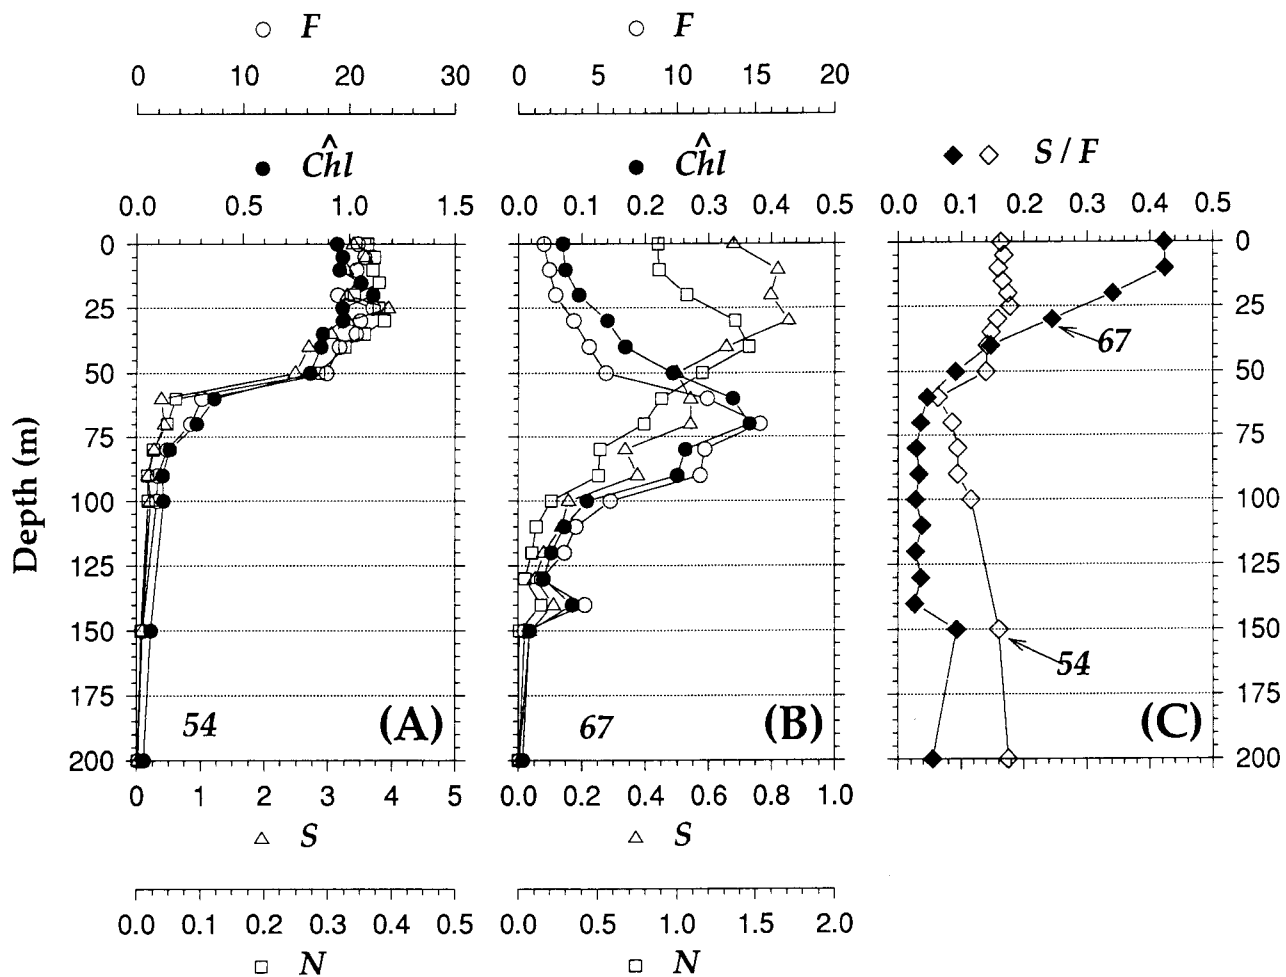 F
F
0 10 20 30
0 5 10 15 20
Chl^
Chl^
S / F
0.0 0.5 1.0 1.5
0.0 0.1 0.2 0.3 0.4 0.5
0.0 0.1 0.2 0.3 0.4 0.5
0
25
50
75
100
125
150
175
200
Depth (m)
0
25
50
75
100
125
150
175
200
67
54
54
(A)
67
(B)
(C)
0 1 2 3 4 5
0.0 0.2 0.4 0.6 0.8 1.0
S
S
0.0 0.1 0.2 0.3 0.4 0.5
0.0 0.5 1.0 1.5 2.0
N
N